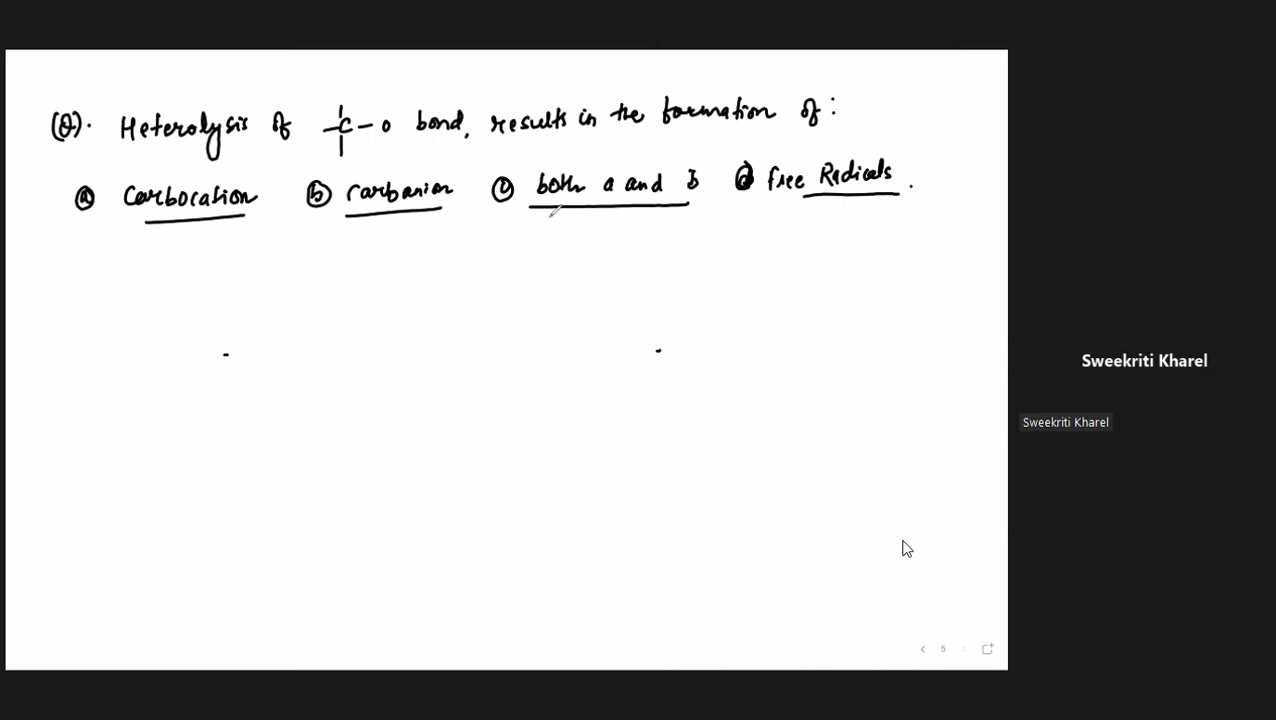 (Q). Heterolysis of -C-O bond, results in the formation of :
(a) Carbocation (b) carbanion (c) both a and b (d) free Radicals .
Sweekriti Kharel
Sweekriti Kharel
5